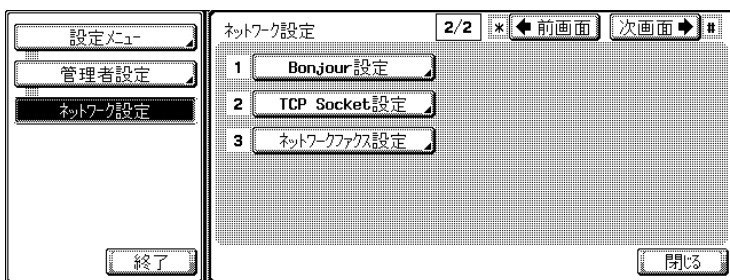 設定メニュー
管理者設定
ネットワーク設定
終了
ネットワーク設定
2/2
* 前画面
次画面 #
1 Bonjour設定
2 TCP Socket設定
3 ネットワークファクス設定
閉じる